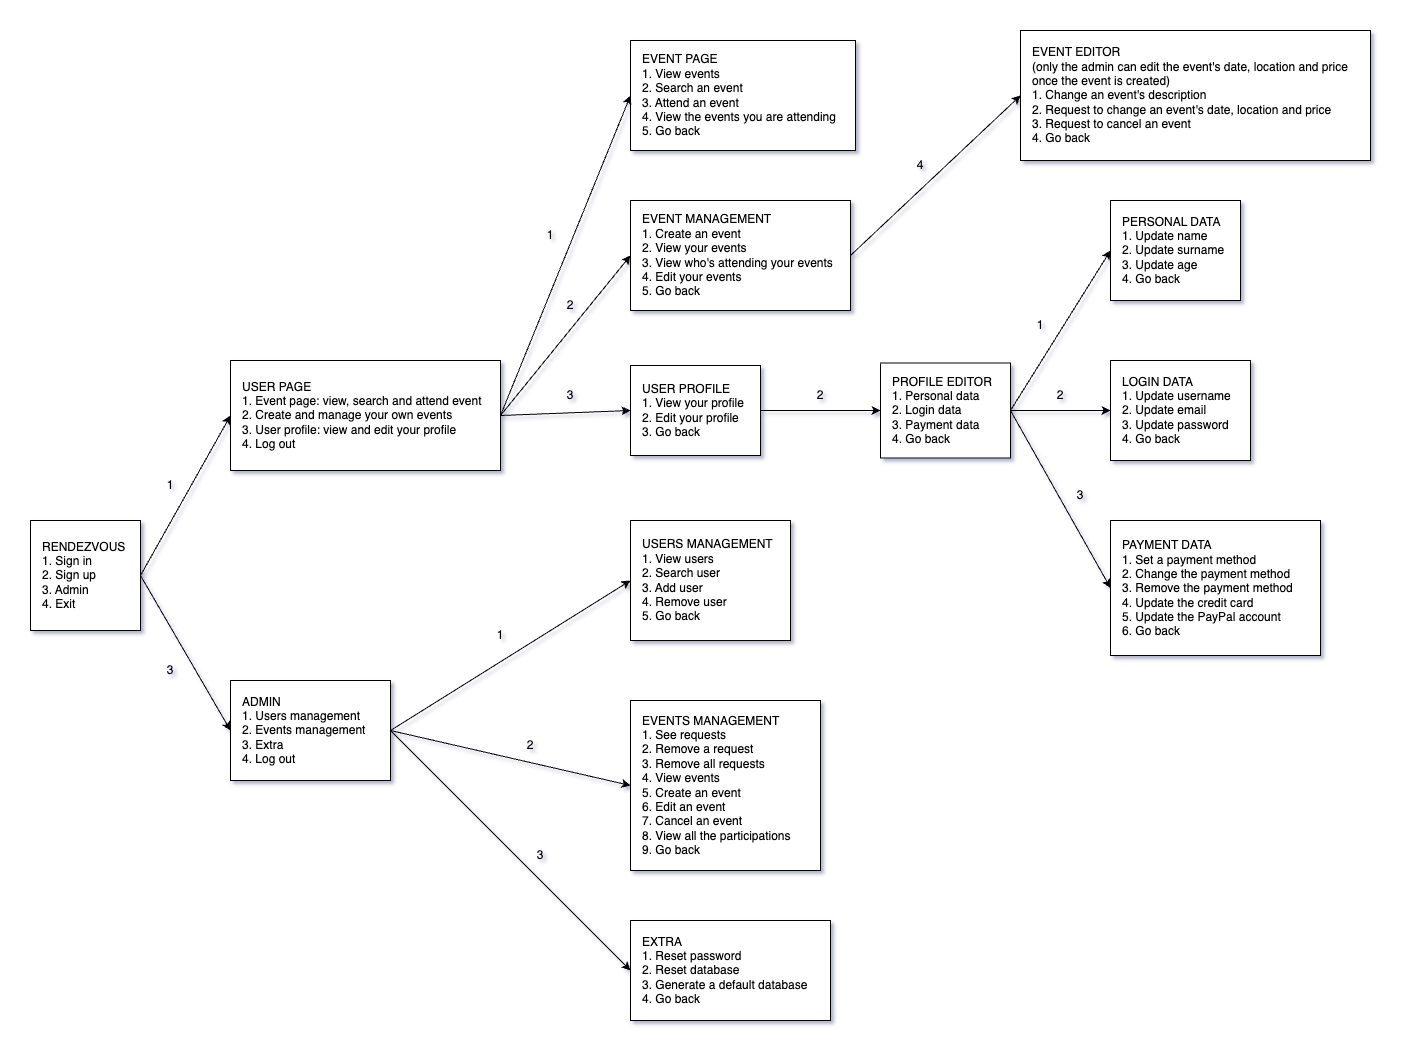 EVENT PAGE
1. View events
2. Search an event
3. Attend an event
4. View the events you are attending
5. Go back
EVENT EDITOR
(only the admin can edit the event's date, location and price
once the event is created)
1. Change an event's description
2. Request to change an event's date, location and price
3. Request to cancel an event
4. Go back
4
EVENT MANAGEMENT
1. Create an event
2. View your events
3. View who's attending your events
4. Edit your events
5. Go back
PERSONAL DATA
1. Update name
2. Update surname
3. Update age
4. Go back
1
2
1
USER PAGE
1. Event page: view, search and attend event
2. Create and manage your own events
3. User profile: view and edit your profile
4. Log out
3
USER PROFILE
1. View your profile
2. Edit your profile
3. Go back
2
PROFILE EDITOR
1. Personal data
2. Login data
3. Payment data
4. Go back
2
LOGIN DATA
1. Update username
2. Update email
3. Update password
4. Go back
1
3
RENDEZVOUS
1. Sign in
2. Sign up
3. Admin
4. Exit
USERS MANAGEMENT
1. View users
2. Search user
3. Add user
4. Remove user
5. Go back
PAYMENT DATA
1. Set a payment method
2. Change the payment method
3. Remove the payment method
4. Update the credit card
5. Update the PayPal account
6. Go back
3
1
ADMIN
1. Users management
2. Events management
3. Extra
4. Log out
2
EVENTS MANAGEMENT
1. See requests
2. Remove a request
3. Remove all requests
4. View events
5. Create an event
6. Edit an event
7. Cancel an event
8. View all the participations
9. Go back
3
EXTRA
1. Reset password
2. Reset database
3. Generate a default database
4. Go back